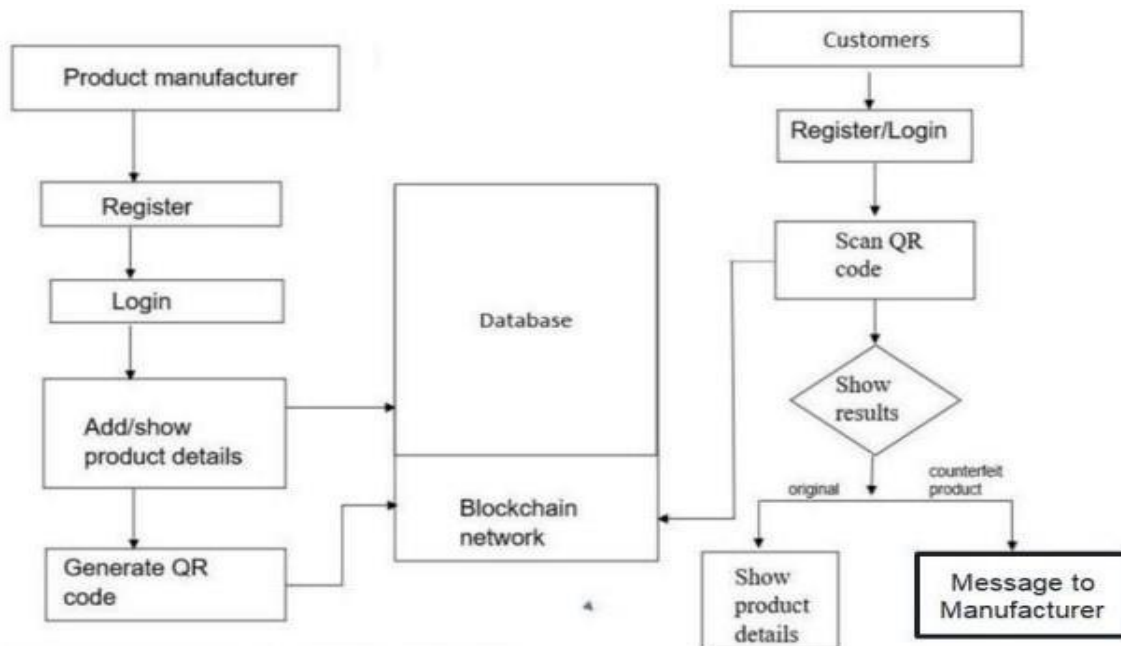 Product manufacturer
Register
Login
Add/show
product details
Generate QR
code
Database
Blockchain
network
Customers
Register/Login
Scan QR
code
Show
results
original
counterfeit
product
Show
product
details
Message to
Manufacturer